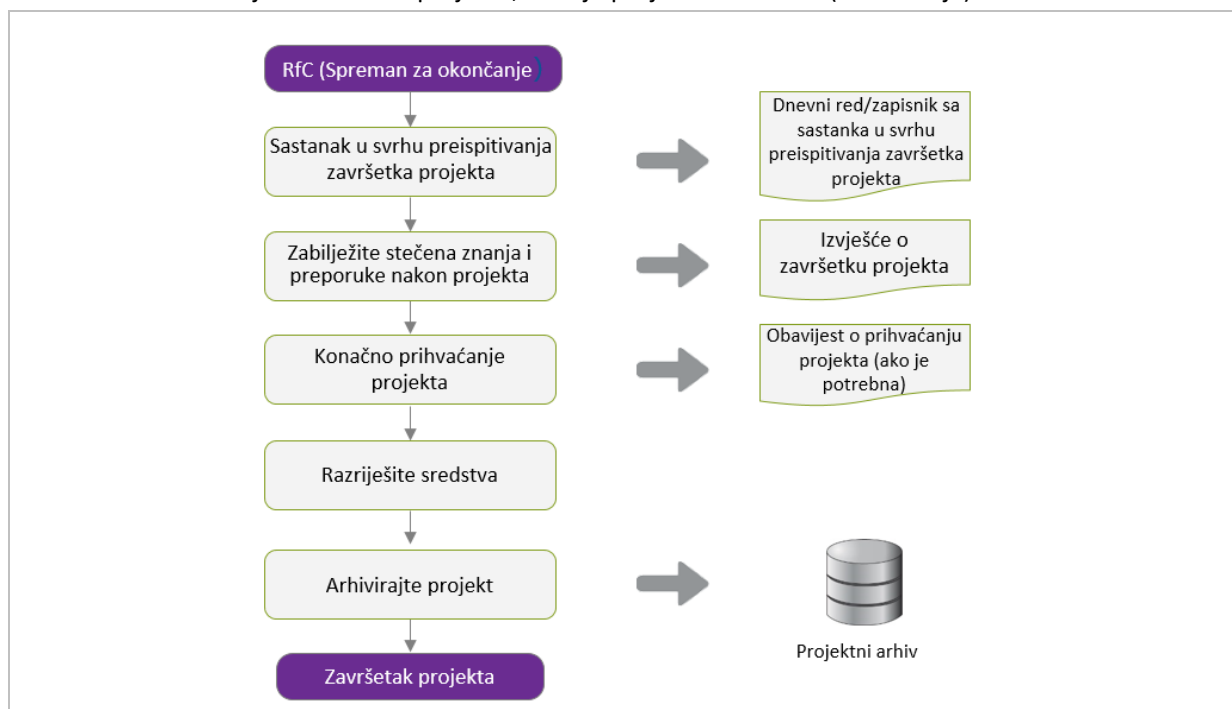 RfC (Spreman za okončanje)
Sastanak u svrhu preispitivanja
završetka projekta
Dnevni red/zapisnik sa
sastanka u svrhu
preispitivanja završetka
projekta
Zabilježite stečena znanja i
preporuke nakon projekta
Izvješće o
završetku projekta
Konačno prihvaćanje
projekta
Obavijest o prihvaćanju
projekta (ako je
potrebna)
Razriješite sredstva
Arhivirajte projekt
Projektni arhiv
Završetak projekta